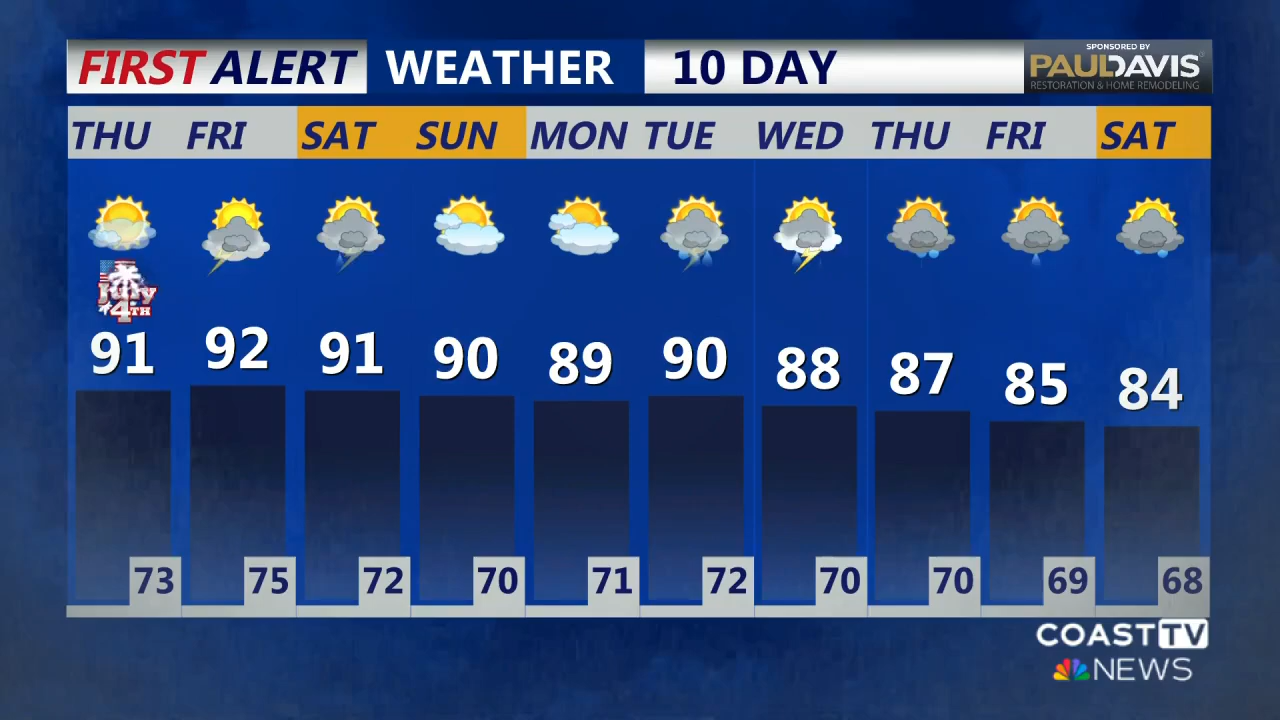 FIRST ALERT WEATHER 10 DAY
SPONSORED BY
PAUL DAVIS
RESTORATION & HOME REMODELING
THU FRI SAT SUN MON TUE WED THU FRI SAT
July
4TH
91 92 91 90 89 90 88 87 85 84
73 75 72 70 71 72 70 70 69 68
COAST TV
NEWS